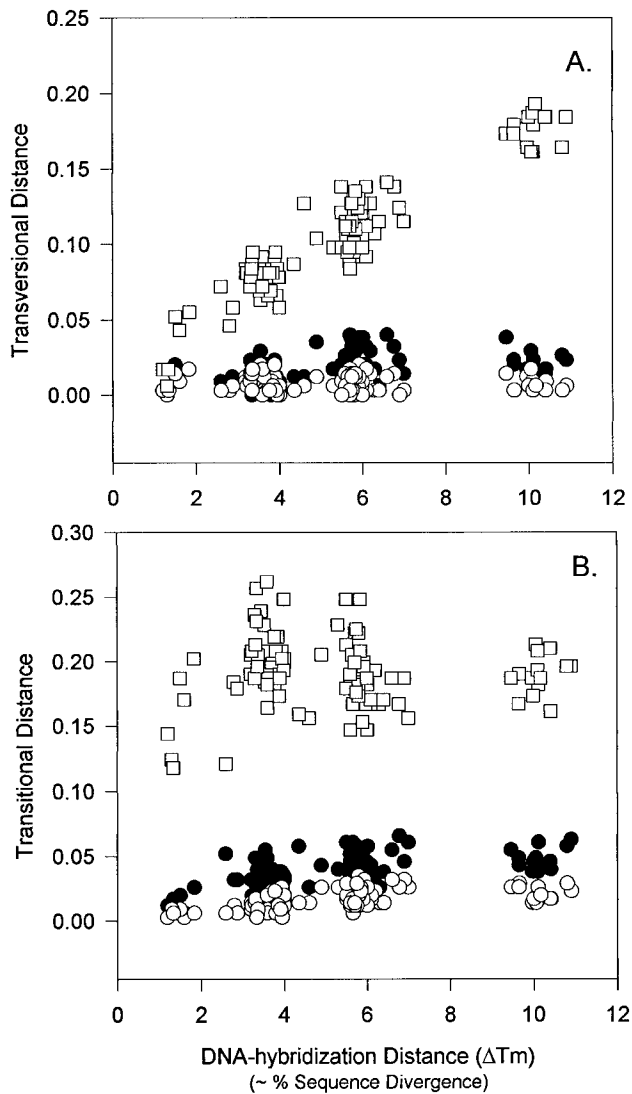 0.25
A.
0.20
0.15
0.10
0.05
0.00
Transversional Distance
0 2 4 6 8 10 12
0.30
B.
0.25
0.20
0.15
0.10
0.05
0.00
Transitional Distance
0 2 4 6 8 10 12
DNA-hybridization Distance (ΔTm)
(~ % Sequence Divergence)